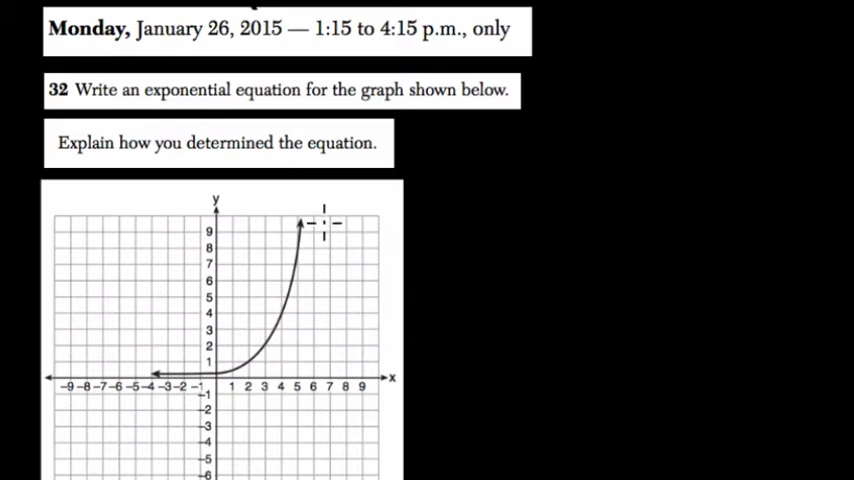 Monday, January 26, 2015 — 1:15 to 4:15 p.m., only
32 Write an exponential equation for the graph shown below.
Explain how you determined the equation.
y
9
8
7
6
5
4
3
2
1
x
–9 –8 –7 –6 –5 –4 –3 –2 –1 1 2 3 4 5 6 7 8 9
–1
–2
–3
–4
–5
–6